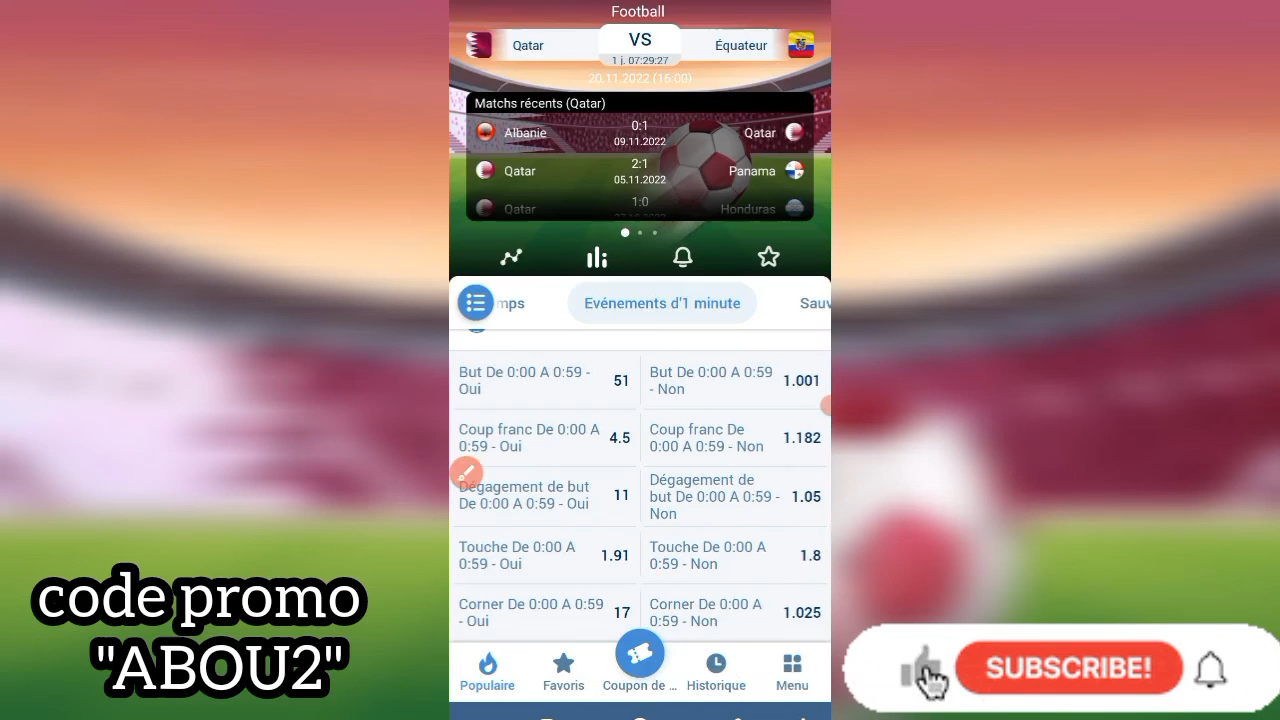 Football
Qatar
VS
Équateur
1 j. 07:29:27
20.11.2022 (16:00)
Matchs récents (Qatar)
Albanie
0:1
Qatar
09.11.2022
Qatar
2:1
Panama
05.11.2022
Qatar
1:0
Honduras
mps
Evénements d'1 minute
Sauv
But De 0:00 A 0:59 -
Oui
51
But De 0:00 A 0:59
- Non
1.001
Coup franc De 0:00 A
0:59 - Oui
4.5
Coup franc De
0:00 A 0:59 - Non
1.182
Dégagement de but
De 0:00 A 0:59 - Oui
11
Dégagement de
but De 0:00 A 0:59 -
Non
1.05
Touche De 0:00 A
0:59 - Oui
1.91
Touche De 0:00 A
0:59 - Non
1.8
Corner De 0:00 A 0:59
- Oui
17
Corner De 0:00 A
0:59 - Non
1.025
Populaire
Favoris
Coupon de ...
Historique
Menu
code promo
"ABOU2"
SUBSCRIBE!